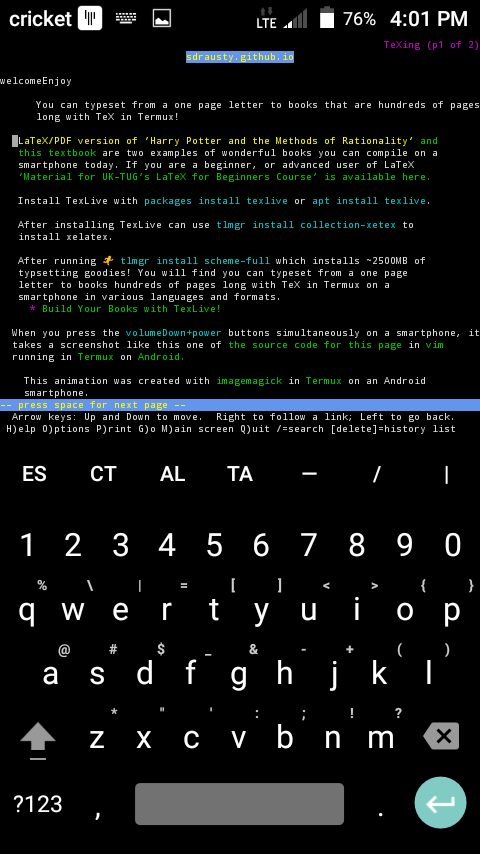 cricket LTE 76% 4:01 PM
TeXing (p1 of 2)
sdrausty.github.io
welcomeEnjoy
You can typeset from a one page letter to books that are hundreds of pages
long with TeX in Termux!
LaTeX/PDF version of ‘Harry Potter and the Methods of Rationality‘ and
this textbook are two examples of wonderful books you can compile on a
smartphone today. If you are a beginner, or advanced user of LaTeX
‘Material for UK-TUG’s LaTeX for Beginners Course‘ is available here.
Install TexLive with packages install texlive or apt install texlive.
After installing TexLive can use tlmgr install collection-xetex to
install xelatex.
After running 🏃 tlmgr install scheme-full which installs ~2500MB of
typsetting goodies! You will find you can typeset from a one page
letter to books hundreds of pages long with TeX in Termux on a
smartphone in various languages and formats.
* Build Your Books with TexLive!
When you press the volumeDown+power buttons simultaneously on a smartphone, it
takes a screenshot like this one of the source code for this page in vim
running in Termux on Android.
This animation was created with imagemagick in Termux on an Android
smartphone.
-- press space for next page --
Arrow keys: Up and Down to move.  Right to follow a link; Left to go back.
H)elp O)ptions P)rint G)o M)ain screen Q)uit /=search [delete]=history list
ES CT AL TA — / |
1 2 3 4 5 6 7 8 9 0
% \ | = [ ] < > { }
q w e r t y u i o p
@ # $ _ & - + ( )
a s d f g h j k l
* " ' : ; ! ?
z x c v b n m
?123 , .